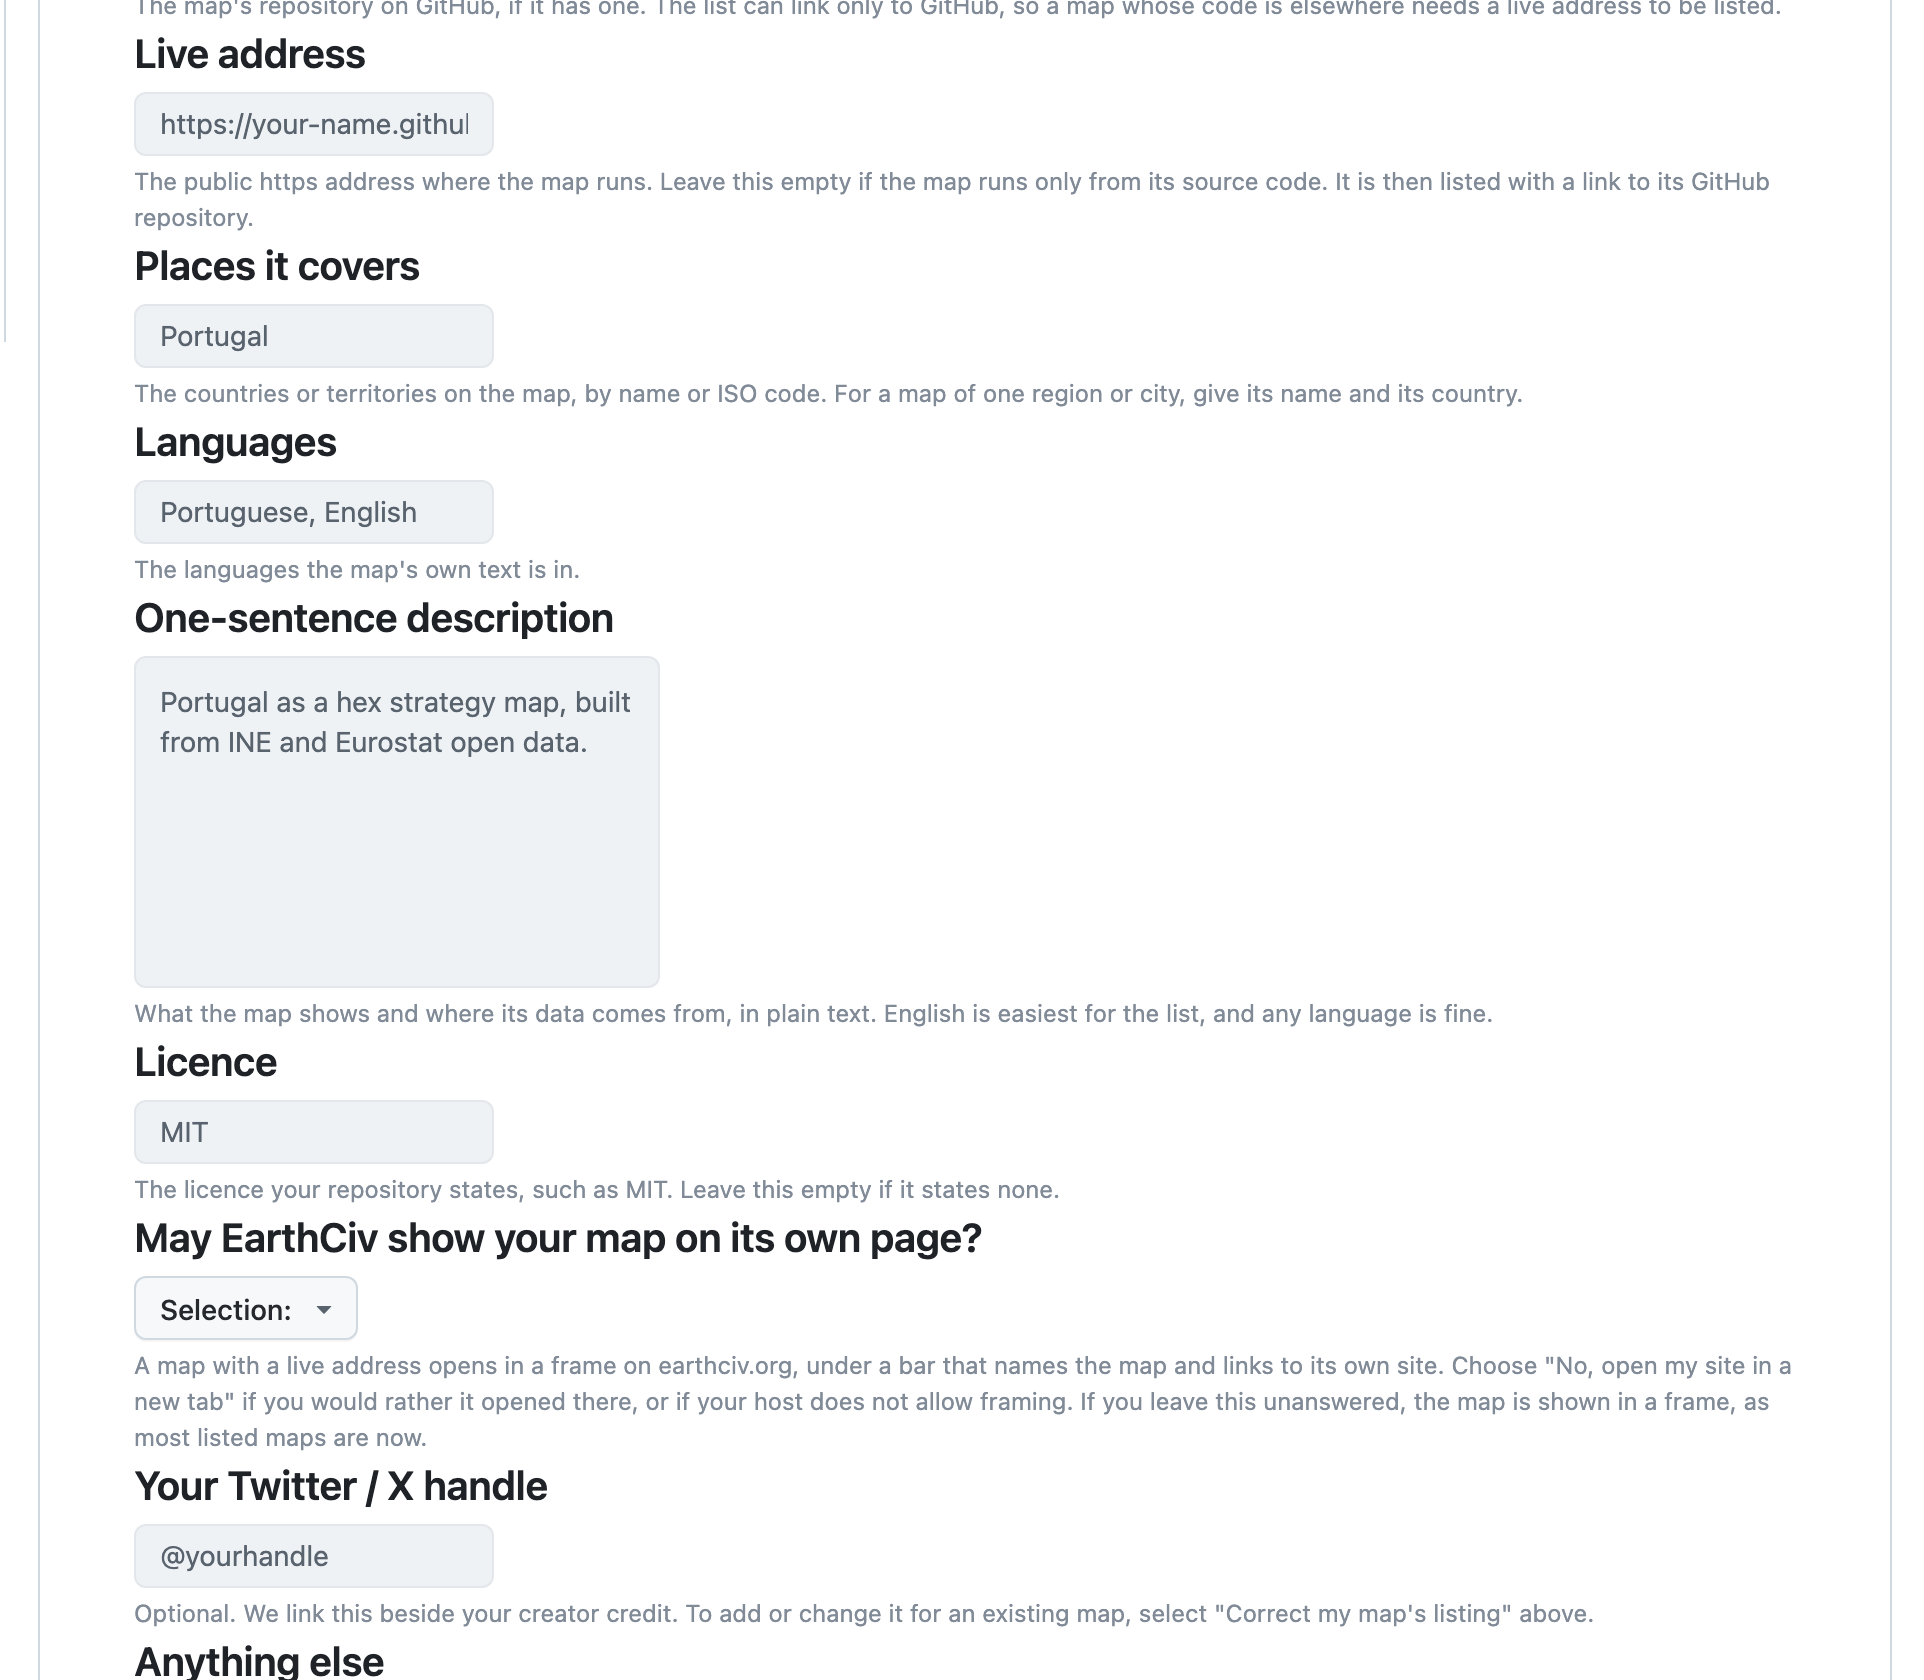 The map's repository on GitHub, if it has one. The list can link only to GitHub, so a map whose code is elsewhere needs a live address to be listed.
Live address
https://your-name.githu
The public https address where the map runs. Leave this empty if the map runs only from its source code. It is then listed with a link to its GitHub
repository.
Places it covers
Portugal
The countries or territories on the map, by name or ISO code. For a map of one region or city, give its name and its country.
Languages
Portuguese, English
The languages the map's own text is in.
One-sentence description
Portugal as a hex strategy map, built
from INE and Eurostat open data.
What the map shows and where its data comes from, in plain text. English is easiest for the list, and any language is fine.
Licence
MIT
The licence your repository states, such as MIT. Leave this empty if it states none.
May EarthCiv show your map on its own page?
Selection:
A map with a live address opens in a frame on earthciv.org, under a bar that names the map and links to its own site. Choose "No, open my site in a
new tab" if you would rather it opened there, or if your host does not allow framing. If you leave this unanswered, the map is shown in a frame, as
most listed maps are now.
Your Twitter / X handle
@yourhandle
Optional. We link this beside your creator credit. To add or change it for an existing map, select "Correct my map's listing" above.
Anything else